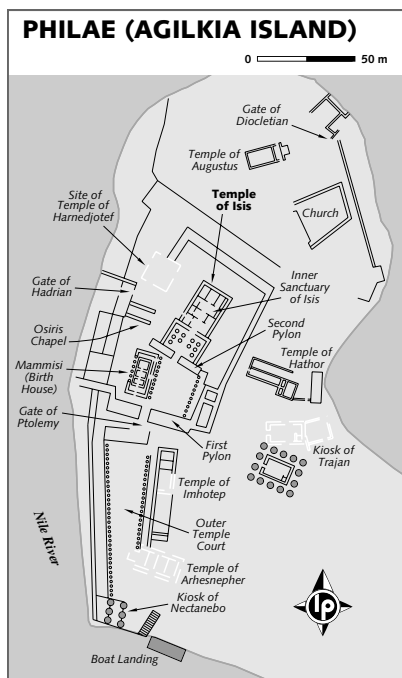 PHILAE (AGILKIA ISLAND)
0 50 m
Gate of
Diocletian
Temple of
Augustus
Site of
Temple of
Harnedjotef
Temple
of Isis
Church
Inner
Sanctuary
of Isis
Gate of
Hadrian
Second
Pylon
Osiris
Chapel
Temple of
Hathor
Mammisi
(Birth
House)
Gate of
Ptolemy
First
Pylon
Kiosk of
Trajan
Temple of
Imhotep
Outer
Temple
Court
Nile River
Temple of
Arhesnepher
Kiosk of
Nectanebo
lp
Boat Landing